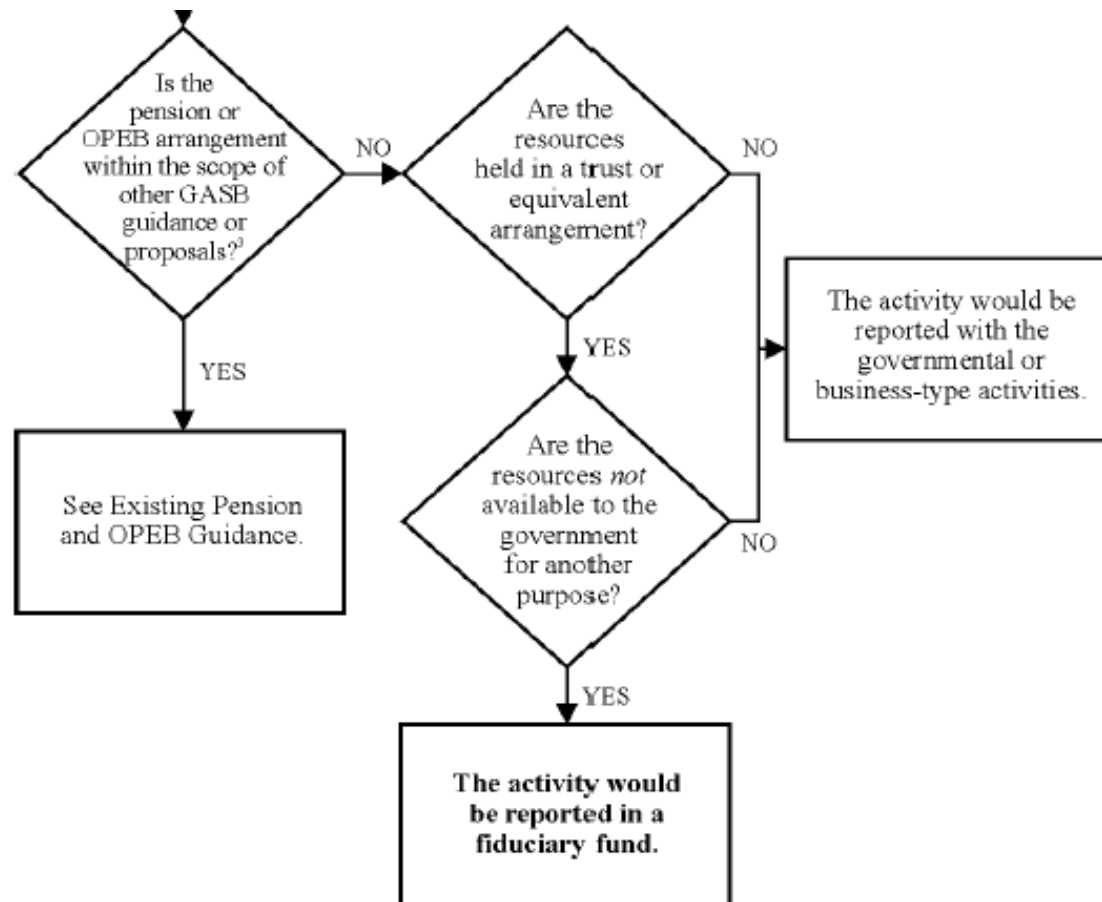 Is the
pension or
OPEB arrangement
within the scope of
other GASB
guidance or
proposals?³
NO
Are the
resources
held in a trust or
equivalent
arrangement?
NO
The activity would be
reported with the
governmental or
business-type activities.
YES
See Existing Pension
and OPEB Guidance.
YES
Are the
resources not
available to the
government
for another
purpose?
NO
YES
The activity would
be reported in a
fiduciary fund.